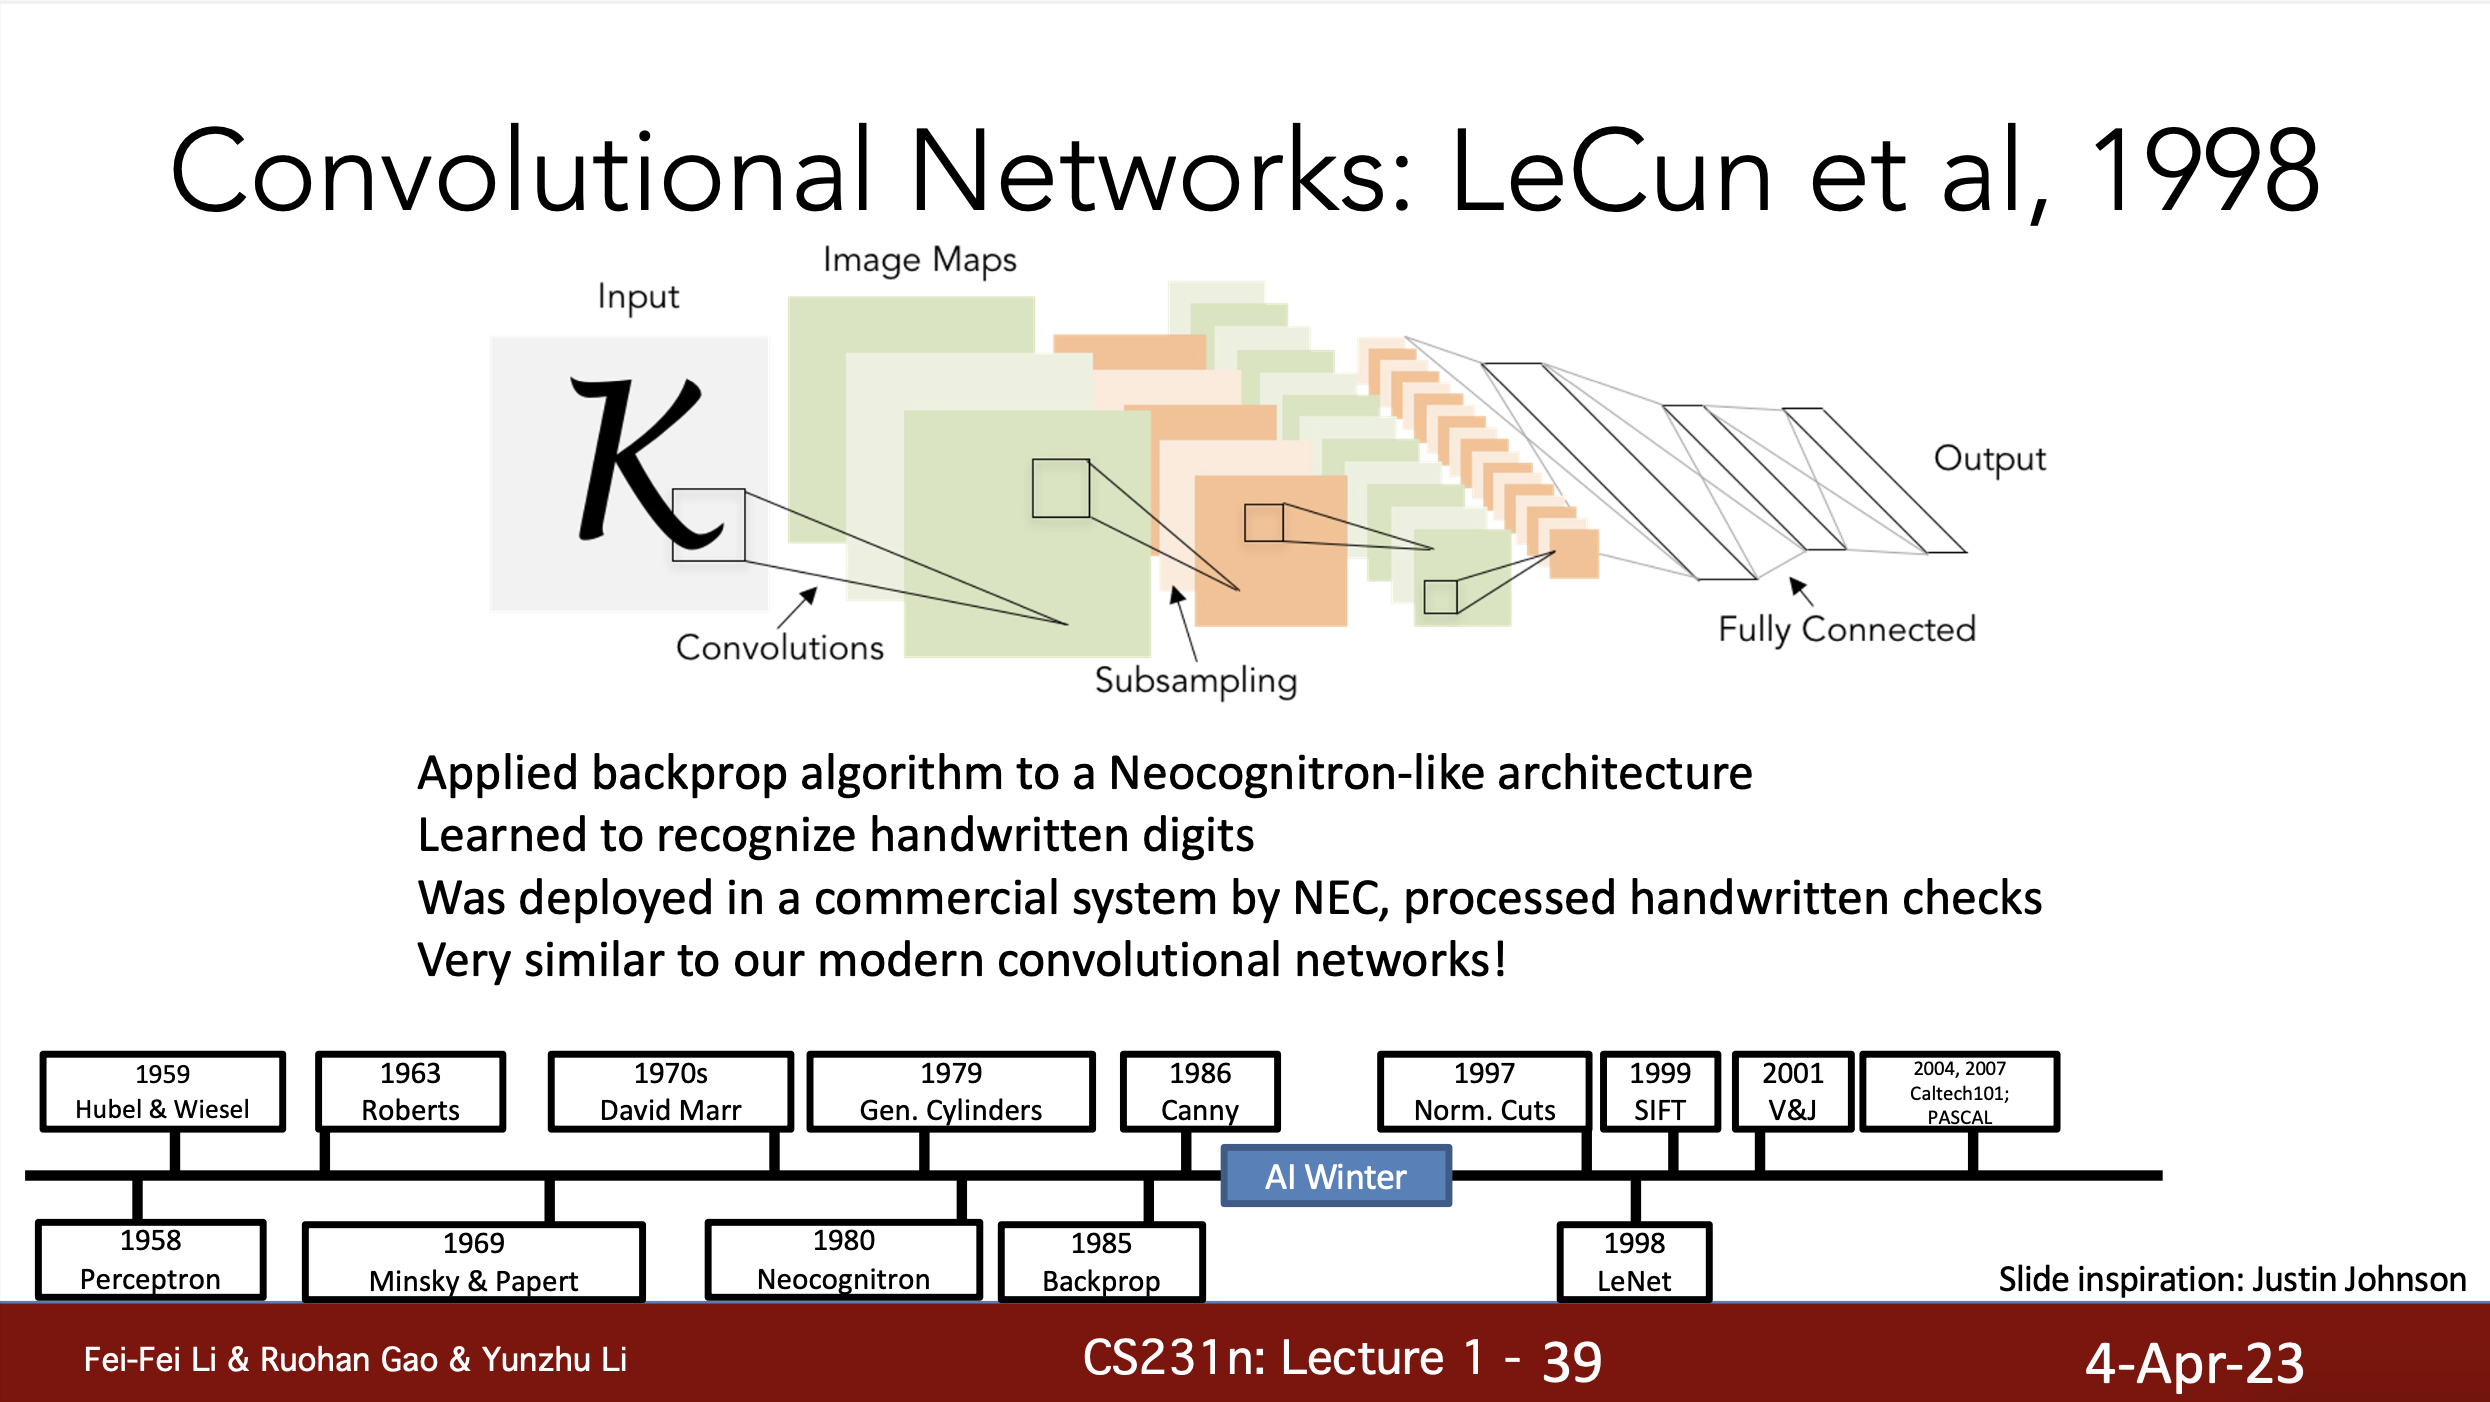 Convolutional Networks: LeCun et al, 1998
Image Maps
Input
K
Output
Fully Connected
Convolutions
Subsampling
Applied backprop algorithm to a Neocognitron-like architecture
Learned to recognize handwritten digits
Was deployed in a commercial system by NEC, processed handwritten checks
Very similar to our modern convolutional networks!
1959
Hubel & Wiesel
1963
Roberts
1970s
David Marr
1979
Gen. Cylinders
1986
Canny
1997
Norm. Cuts
1999
SIFT
2001
V&J
2004, 2007
Caltech101;
PASCAL
AI Winter
1958
Perceptron
1969
Minsky & Papert
1980
Neocognitron
1985
Backprop
1998
LeNet
Slide inspiration: Justin Johnson
Fei-Fei Li & Ruohan Gao & Yunzhu Li
CS231n: Lecture 1 - 39
4-Apr-23